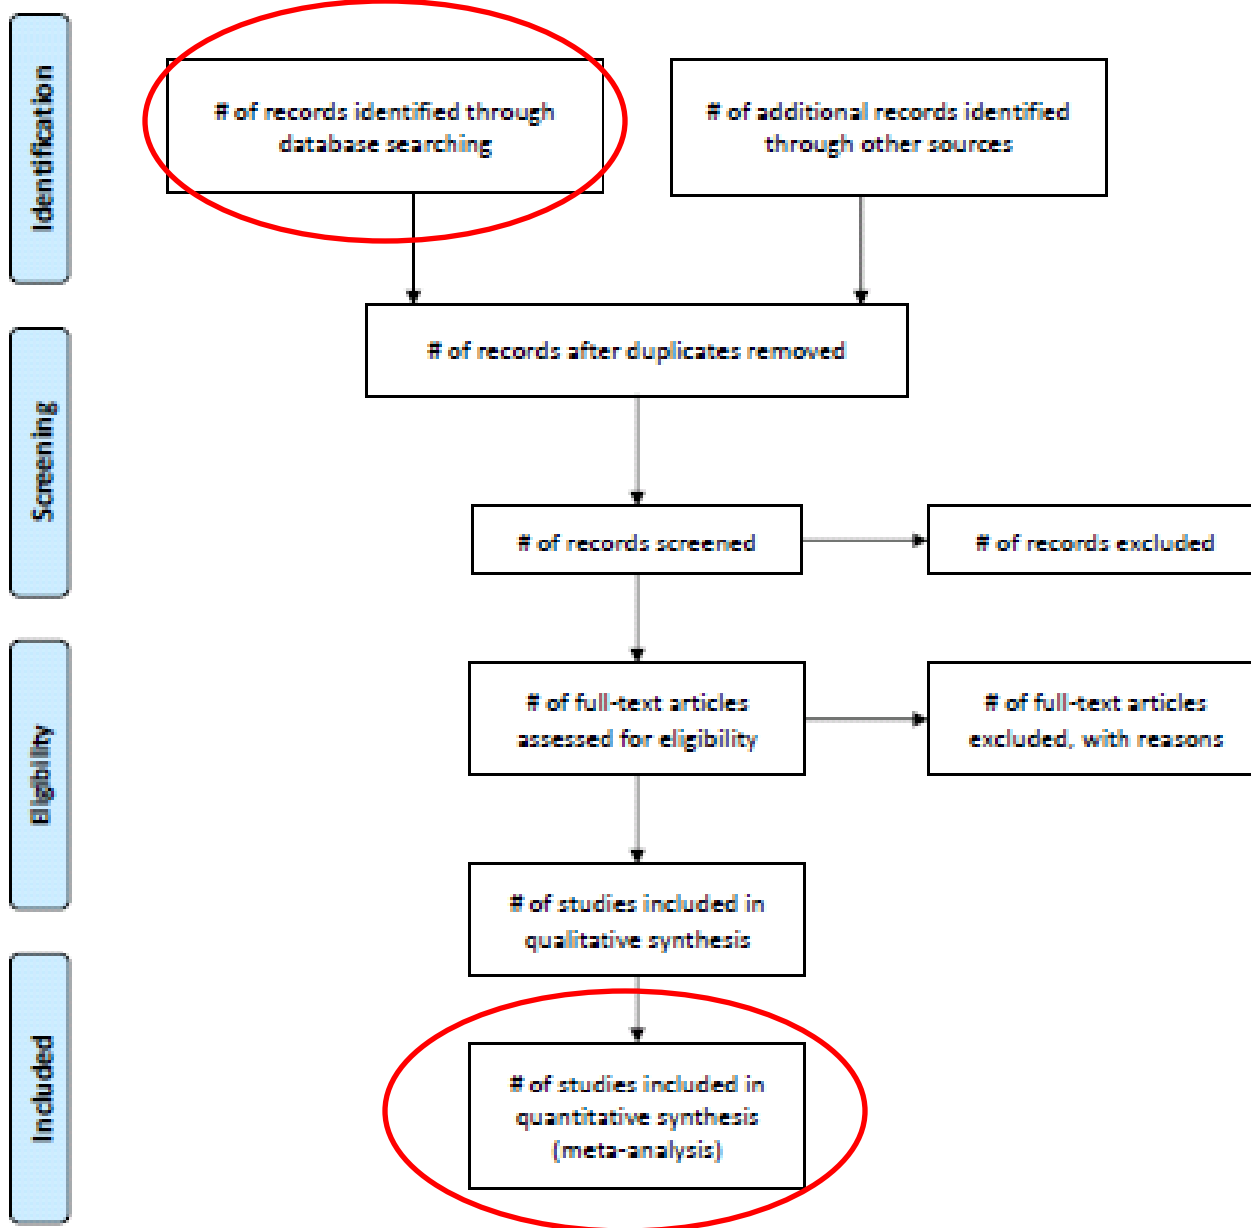 Identification
# of records identified through
database searching
# of additional records identified
through other sources
# of records after duplicates removed
Screening
# of records screened
# of records excluded
Eligibility
# of full-text articles
assessed for eligibility
# of full-text articles
excluded, with reasons
# of studies included in
qualitative synthesis
Included
# of studies included in
quantitative synthesis
(meta-analysis)